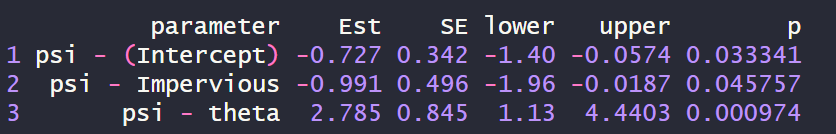 parameter Est SE lower upper p
1 psi - (Intercept) -0.727 0.342 -1.40 -0.0574 0.033341
2 psi - Impervious -0.991 0.496 -1.96 -0.0187 0.045757
3 psi - theta 2.785 0.845 1.13 4.4403 0.000974